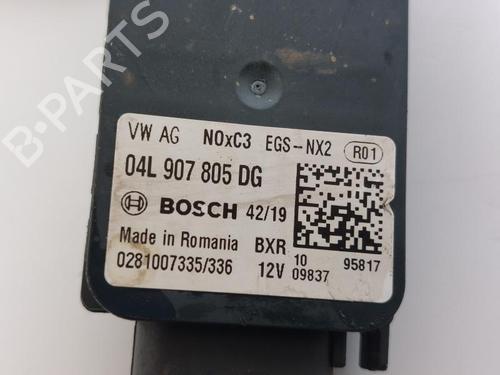 B-PARTS
VW AG NOxC3 EGS-NX2 R01
04L 907 805 DG
BOSCH 42/19
Made in Romania BXR 10 95817
0281007335/336 12V 09837